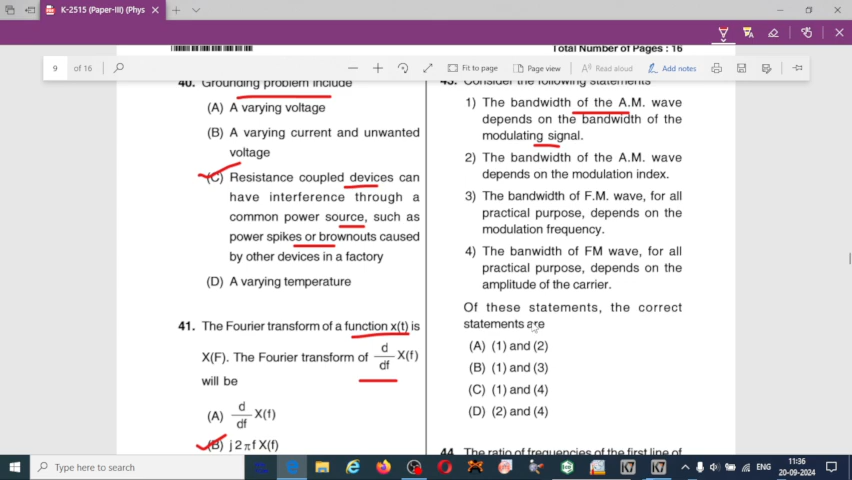 K-2515 (Paper-III) (Phys
Total Number of Pages : 16
9 of 16
Fit to page
Page view
Read aloud
Add notes
40. Grounding problem include
(A) A varying voltage
(B) A varying current and unwanted
voltage
(C) Resistance coupled devices can
have interference through a
common power source, such as
power spikes or brownouts caused
by other devices in a factory
(D) A varying temperature
41. The Fourier transform of a function x(t) is
X(F). The Fourier transform of d/df X(f)
will be
(A) d/df X(f)
(B) j 2 π f X(f)
43. Consider the following statements
1) The bandwidth of the A.M. wave
depends on the bandwidth of the
modulating signal.
2) The bandwidth of the A.M. wave
depends on the modulation index.
3) The bandwidth of F.M. wave, for all
practical purpose, depends on the
modulation frequency.
4) The banwidth of FM wave, for all
practical purpose, depends on the
amplitude of the carrier.
Of these statements, the correct
statements are
(A) (1) and (2)
(B) (1) and (3)
(C) (1) and (4)
(D) (2) and (4)
44. The ratio of frequencies of the first line of
Type here to search
ENG
11:36
20-09-2024